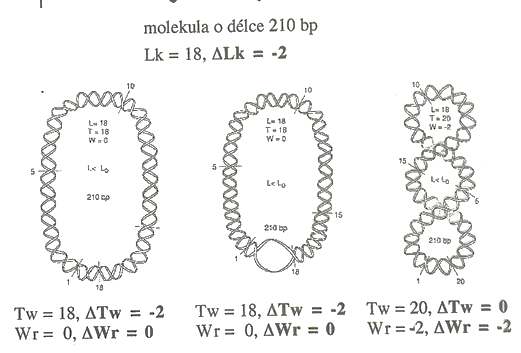 molekula o délce 210 bp
Lk = 18, ΔLk = -2
10
L= 18
T = 18
W = 0
5
L< L₀
210 bp
1
18
10
L= 18
T = 18
W = 0
5
L< L₀
15
210 bp
1
18
10
L= 18
T = 20
W = -2
15
L< L₀
5
210 bp
1
20
Tw = 18, ΔTw = -2
Wr = 0, ΔWr = 0
Tw = 18, ΔTw = -2
Wr = 0, ΔWr = 0
Tw = 20, ΔTw = 0
Wr = -2, ΔWr = -2